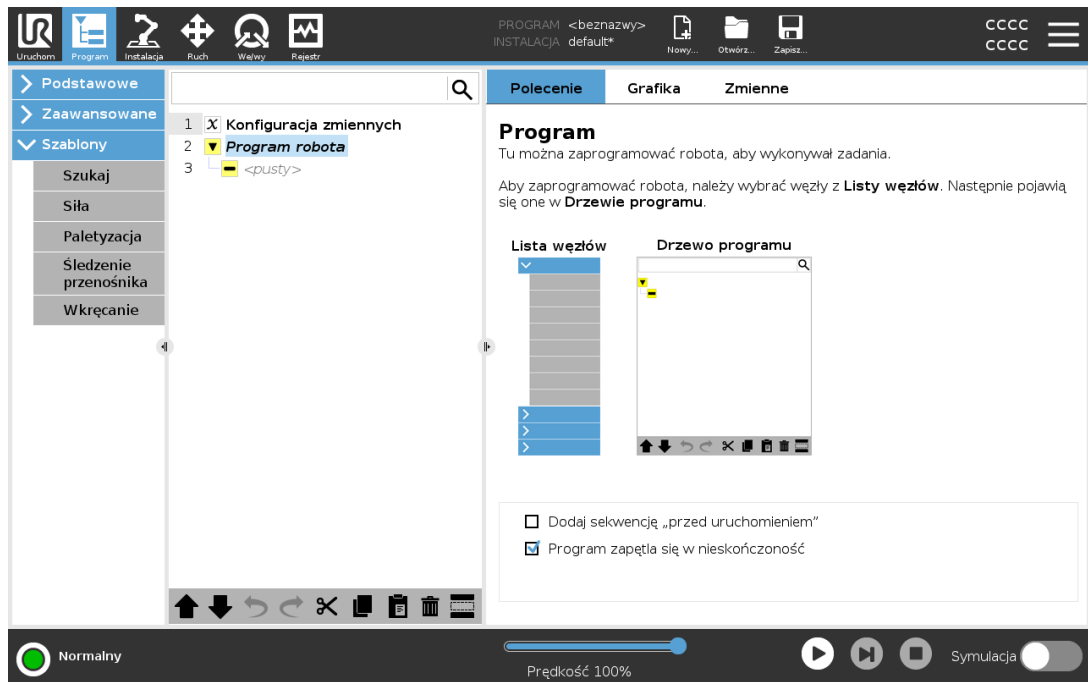 PROGRAM <beznazwy>
INSTALACJA default*
Uruchom
Program
Instalacja
Ruch
We/wy
Rejestr
Nowy...
Otwórz...
Zapisz...
CCCC
CCCC
Podstawowe
Zaawansowane
Szablony
Szukaj
Siła
Paletyzacja
Śledzenie
przenośnika
Wkręcanie
1 X Konfiguracja zmiennych
2 Program robota
3 <pusty>
Polecenie
Grafika
Zmienne
Program
Tu można zaprogramować robota, aby wykonywał zadania.
Aby zaprogramować robota, należy wybrać węzły z Listy węzłów. Następnie pojawią
się one w Drzewie programu.
Lista węzłów
Drzewo programu
Dodaj sekwencję „przed uruchomieniem”
Program zapętla się w nieskończoność
Normalny
Prędkość 100%
Symulacja